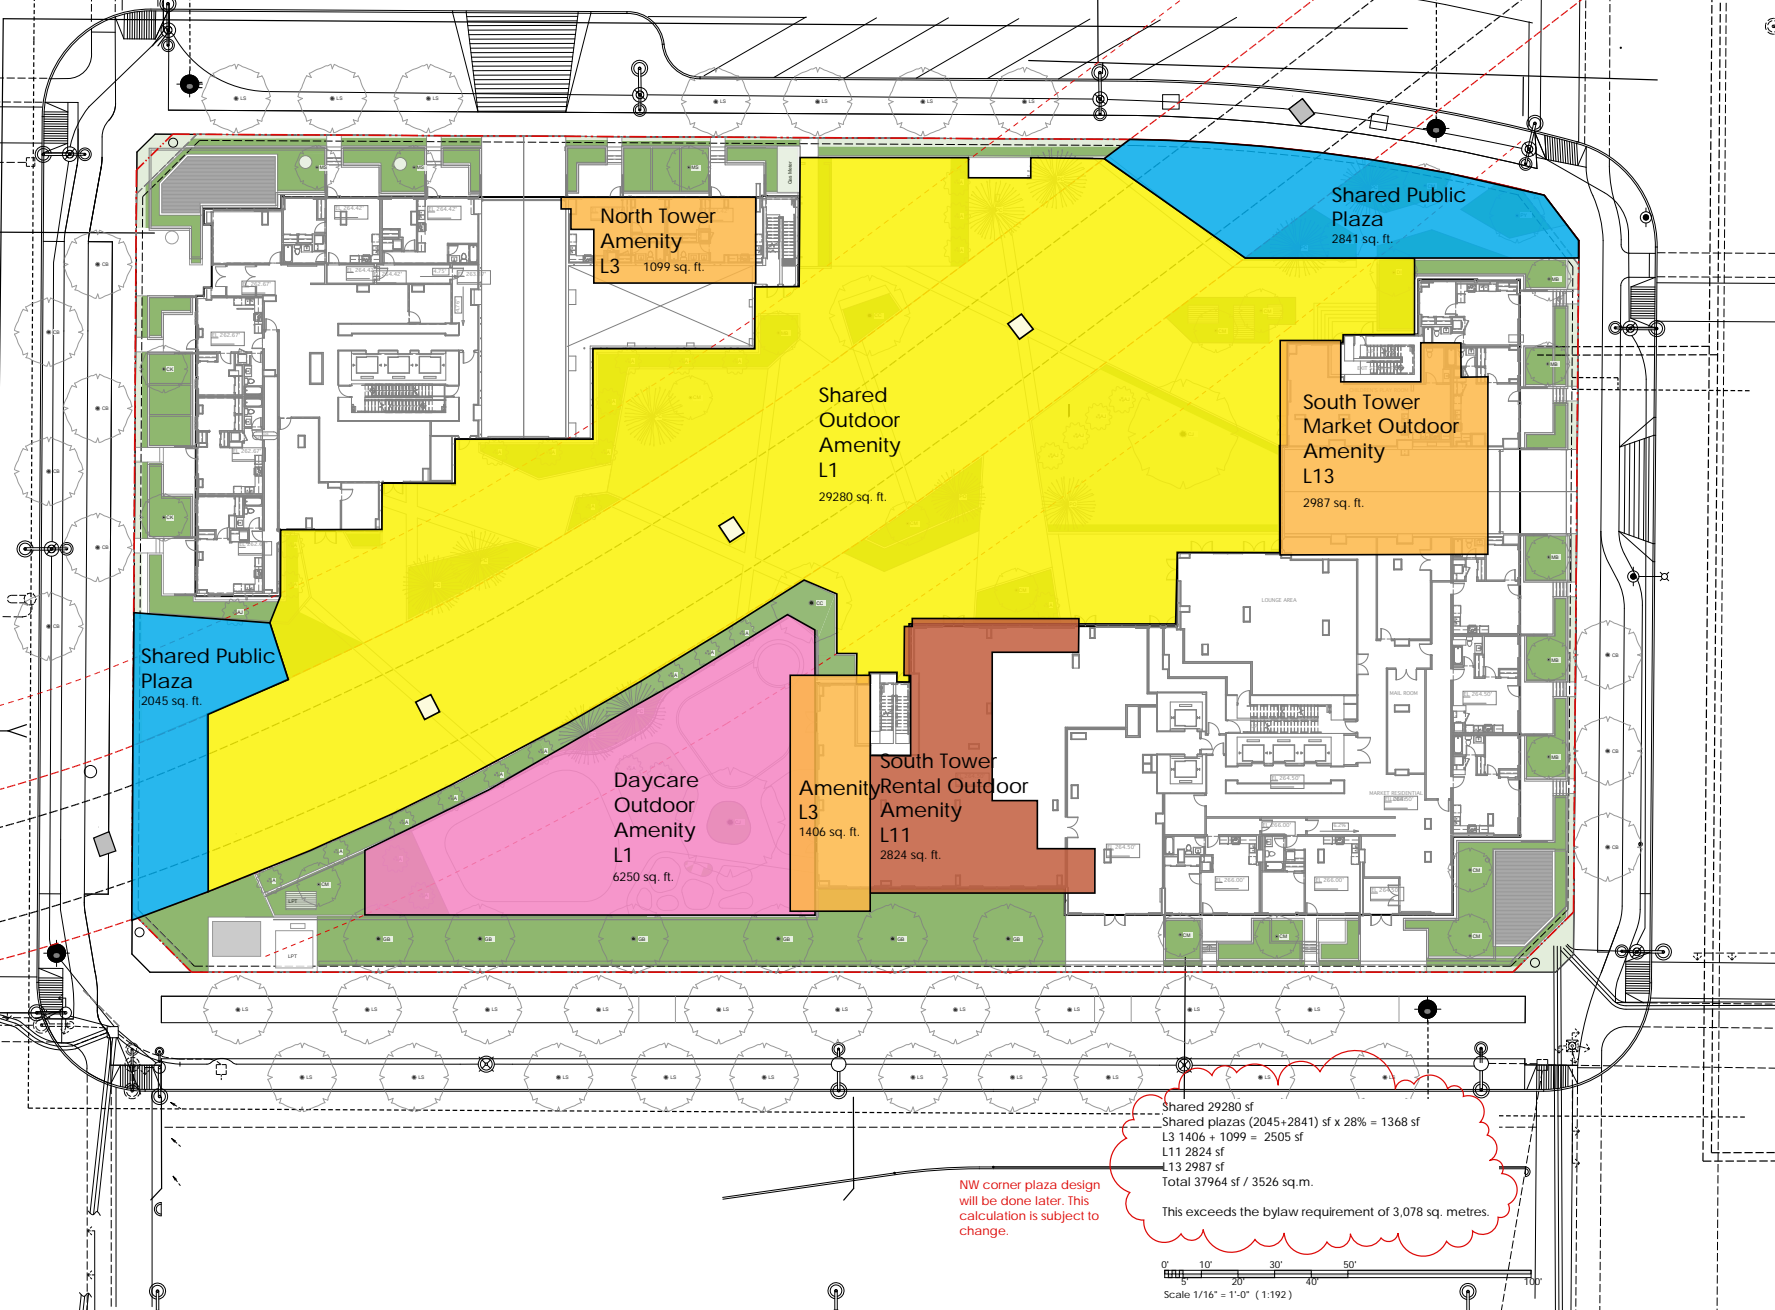 North Tower
Amenity
L3 1099 sq. ft.
Shared Public
Plaza
2841 sq. ft.
Shared
Outdoor
Amenity
L1
29280 sq. ft.
South Tower
Market Outdoor
Amenity
L13
2987 sq. ft.
Shared Public
Plaza
2045 sq. ft.
Daycare
Outdoor
Amenity
L1
6250 sq. ft.
Amenity
L3
1406 sq. ft.
South Tower
Rental Outdoor
Amenity
L11
2824 sq. ft.
Gas Meter
LOUNGE AREA
MAIL ROOM
MARKET RESIDENTIAL
LPT
LPT
NW corner plaza design
will be done later. This
calculation is subject to
change.
Shared 29280 sf
Shared plazas (2045+2841) sf x 28% = 1368 sf
L3 1406 + 1099 = 2505 sf
L11 2824 sf
L13 2987 sf
Total 37964 sf / 3526 sq.m.
This exceeds the bylaw requirement of 3,078 sq. metres.
0' 10' 30' 50'
5' 20' 40' 100'
Scale 1/16" = 1'-0" ( 1:192 )